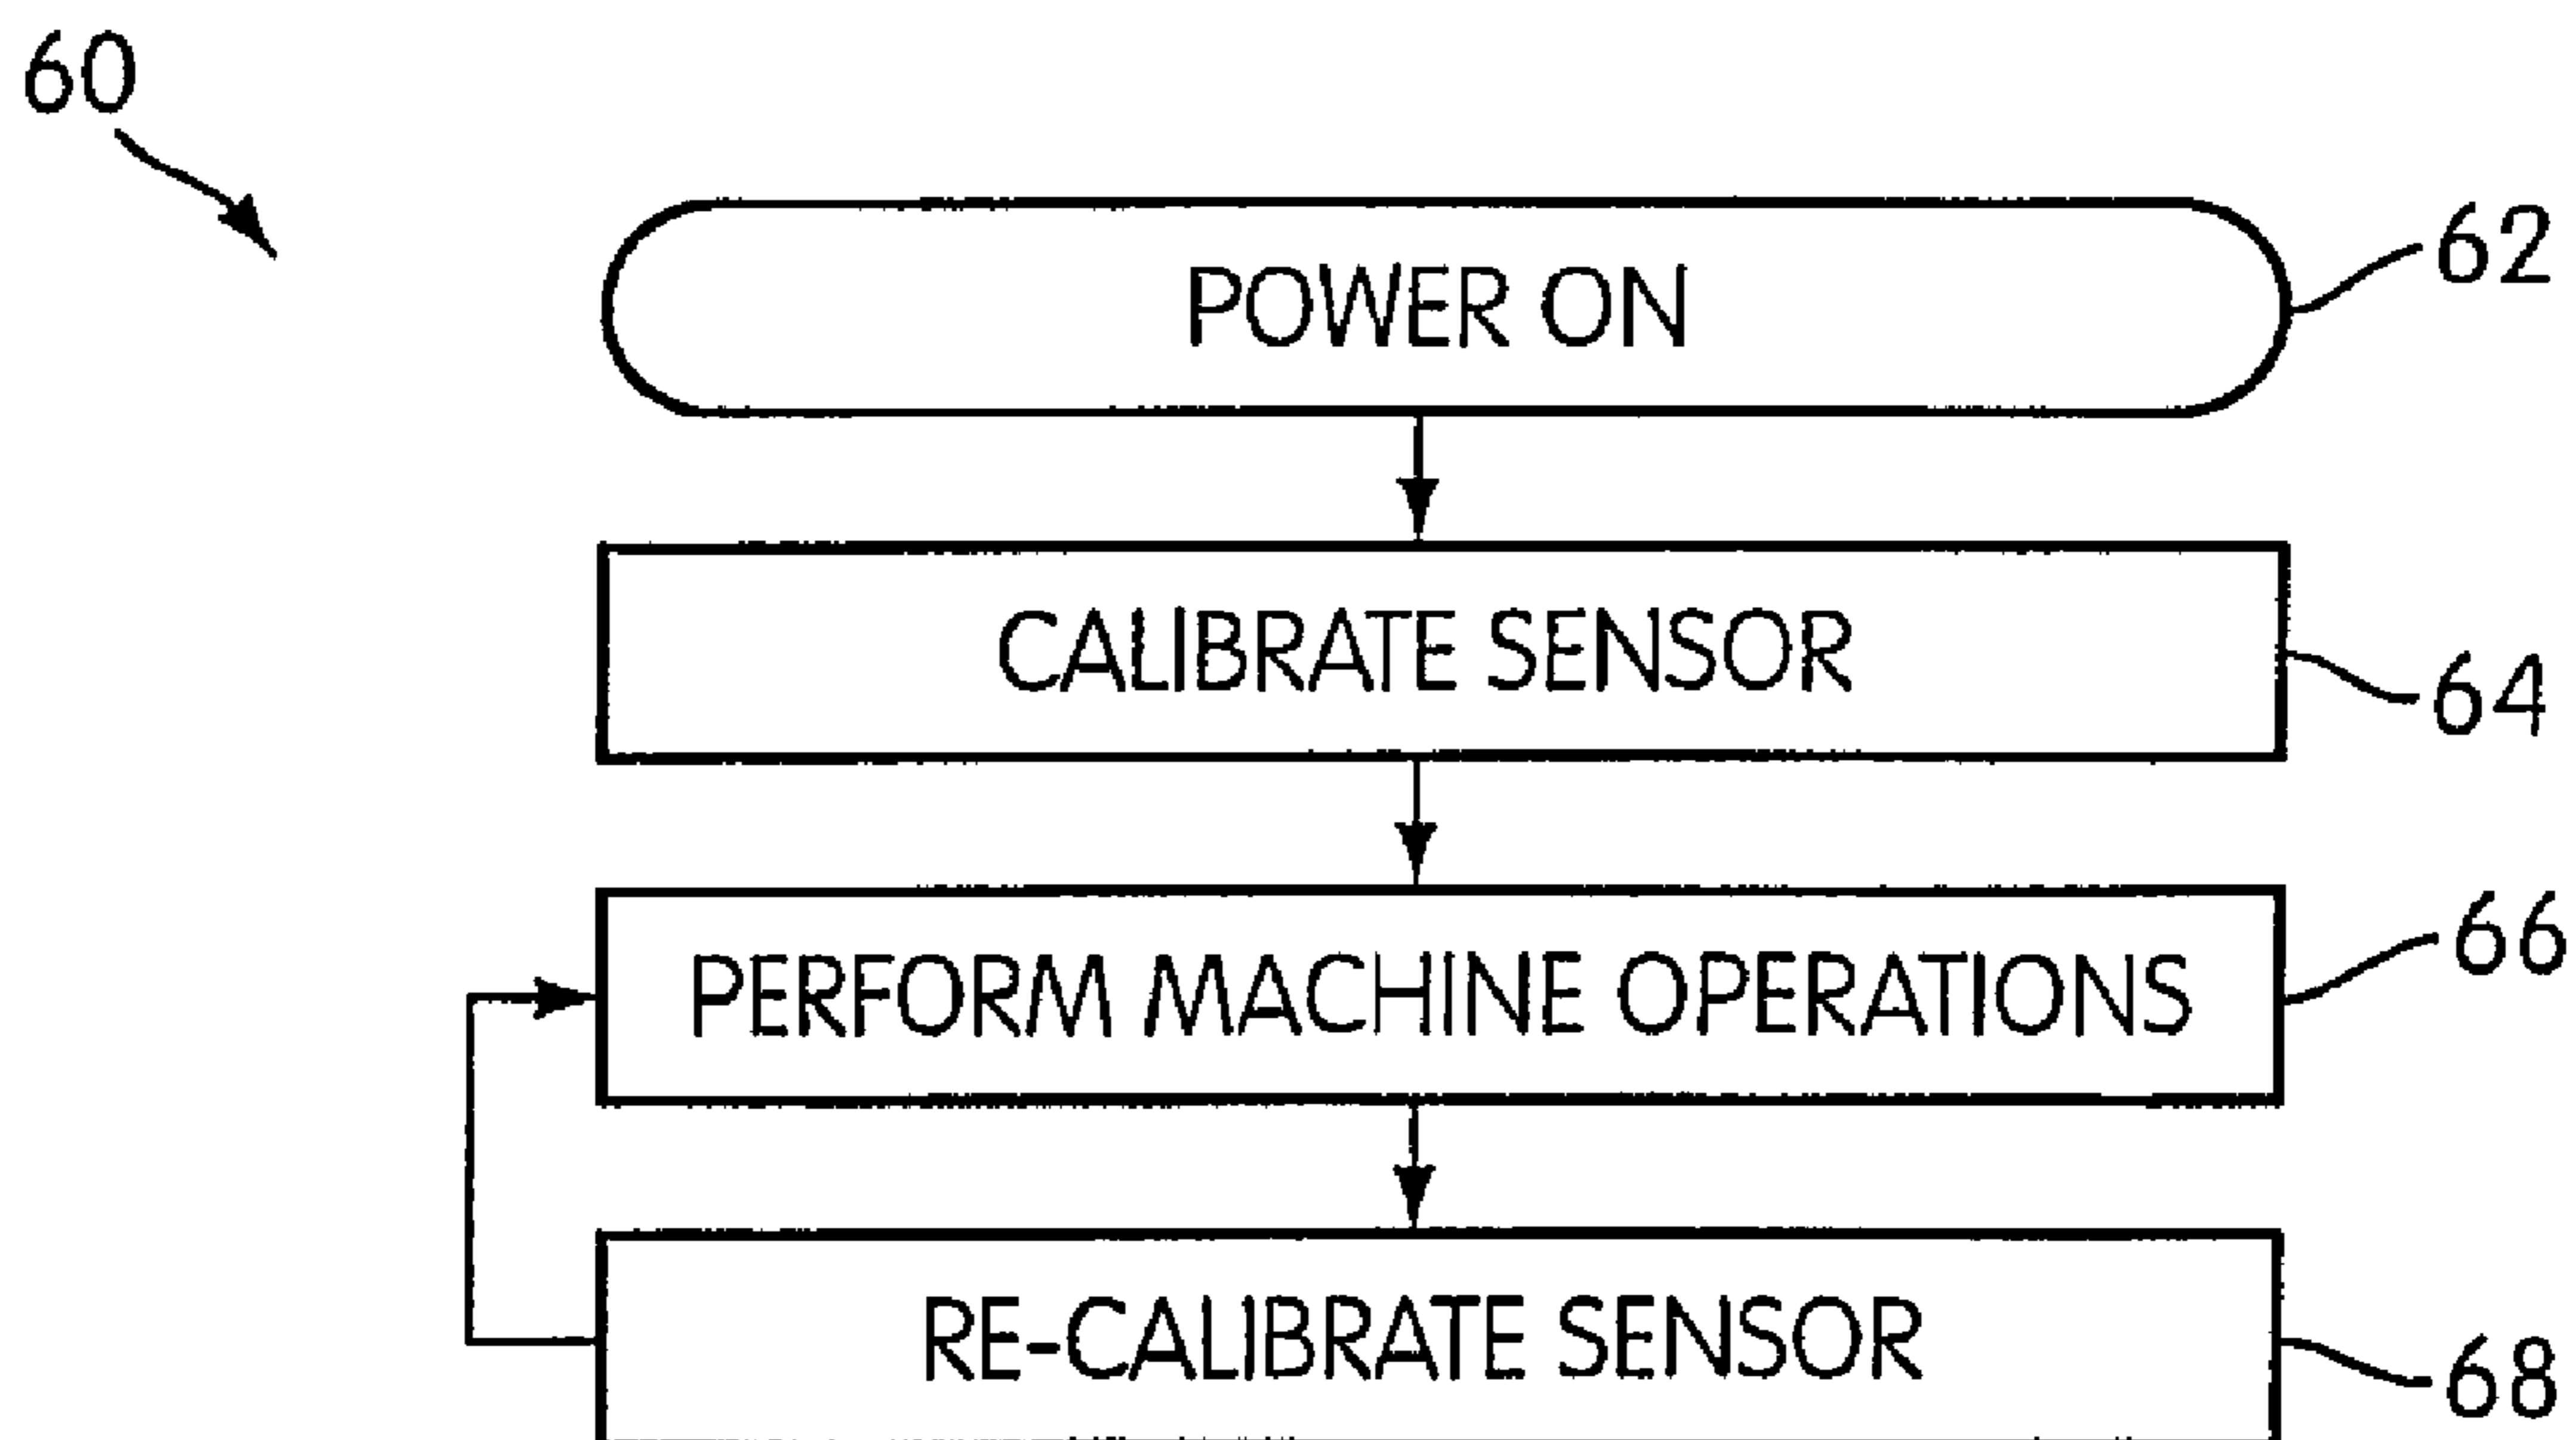 60
POWER ON
62
CALIBRATE SENSOR
64
PERFORM MACHINE OPERATIONS
66
RE-CALIBRATE SENSOR
68